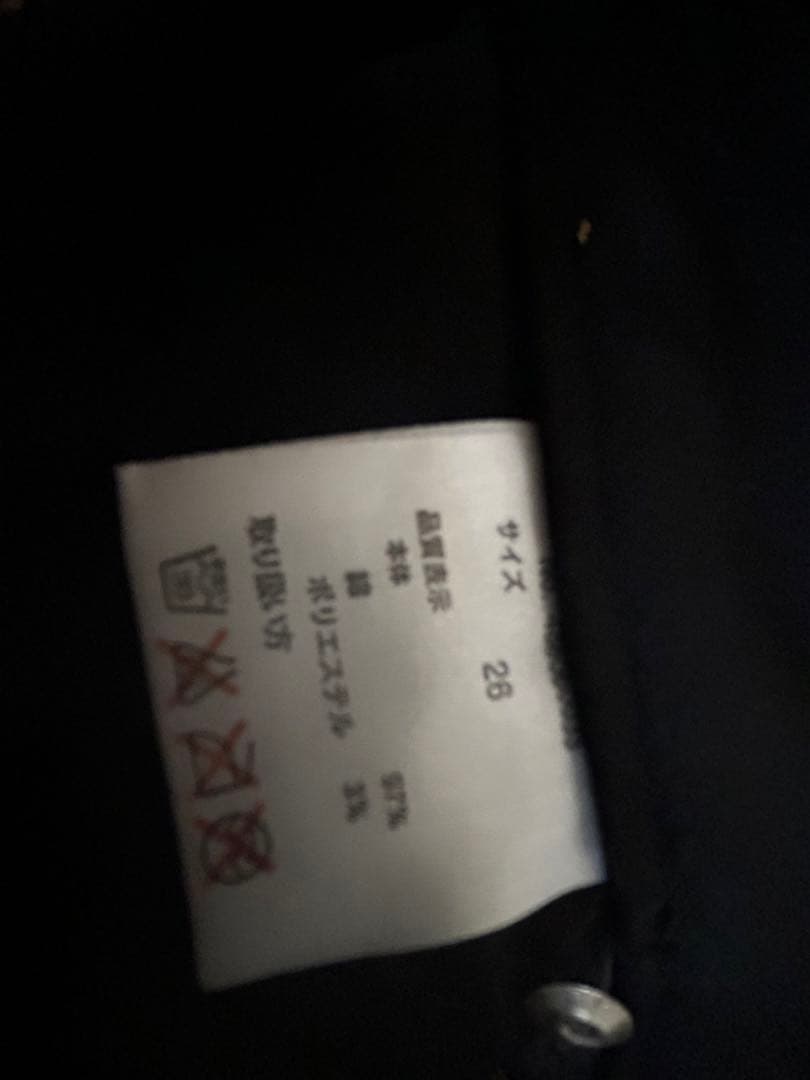 サイズ 26
品質表示
本体
綿 97%
ポリエステル 3%
取り扱い方